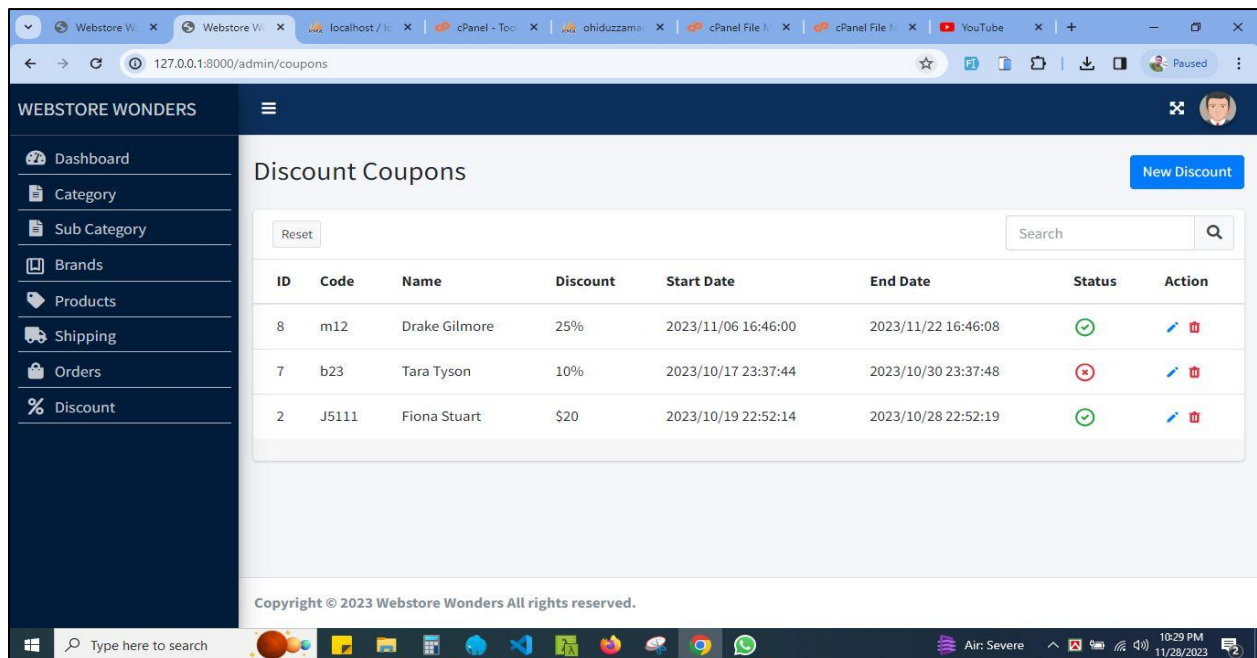 Webstore W
Webstore W
localhost / lo
cPanel - Too
ohiduzzama
cPanel File M
cPanel File M
YouTube
127.0.0.1:8000/admin/coupons
Paused
WEBSTORE WONDERS
Dashboard
Category
Sub Category
Brands
Products
Shipping
Orders
Discount
Discount Coupons
New Discount
Reset
Search
ID Code Name Discount Start Date End Date Status Action
8 m12 Drake Gilmore 25% 2023/11/06 16:46:00 2023/11/22 16:46:08
7 b23 Tara Tyson 10% 2023/10/17 23:37:44 2023/10/30 23:37:48
2 J5111 Fiona Stuart $20 2023/10/19 22:52:14 2023/10/28 22:52:19
Copyright © 2023 Webstore Wonders All rights reserved.
Type here to search
Air: Severe
10:29 PM
11/28/2023
2